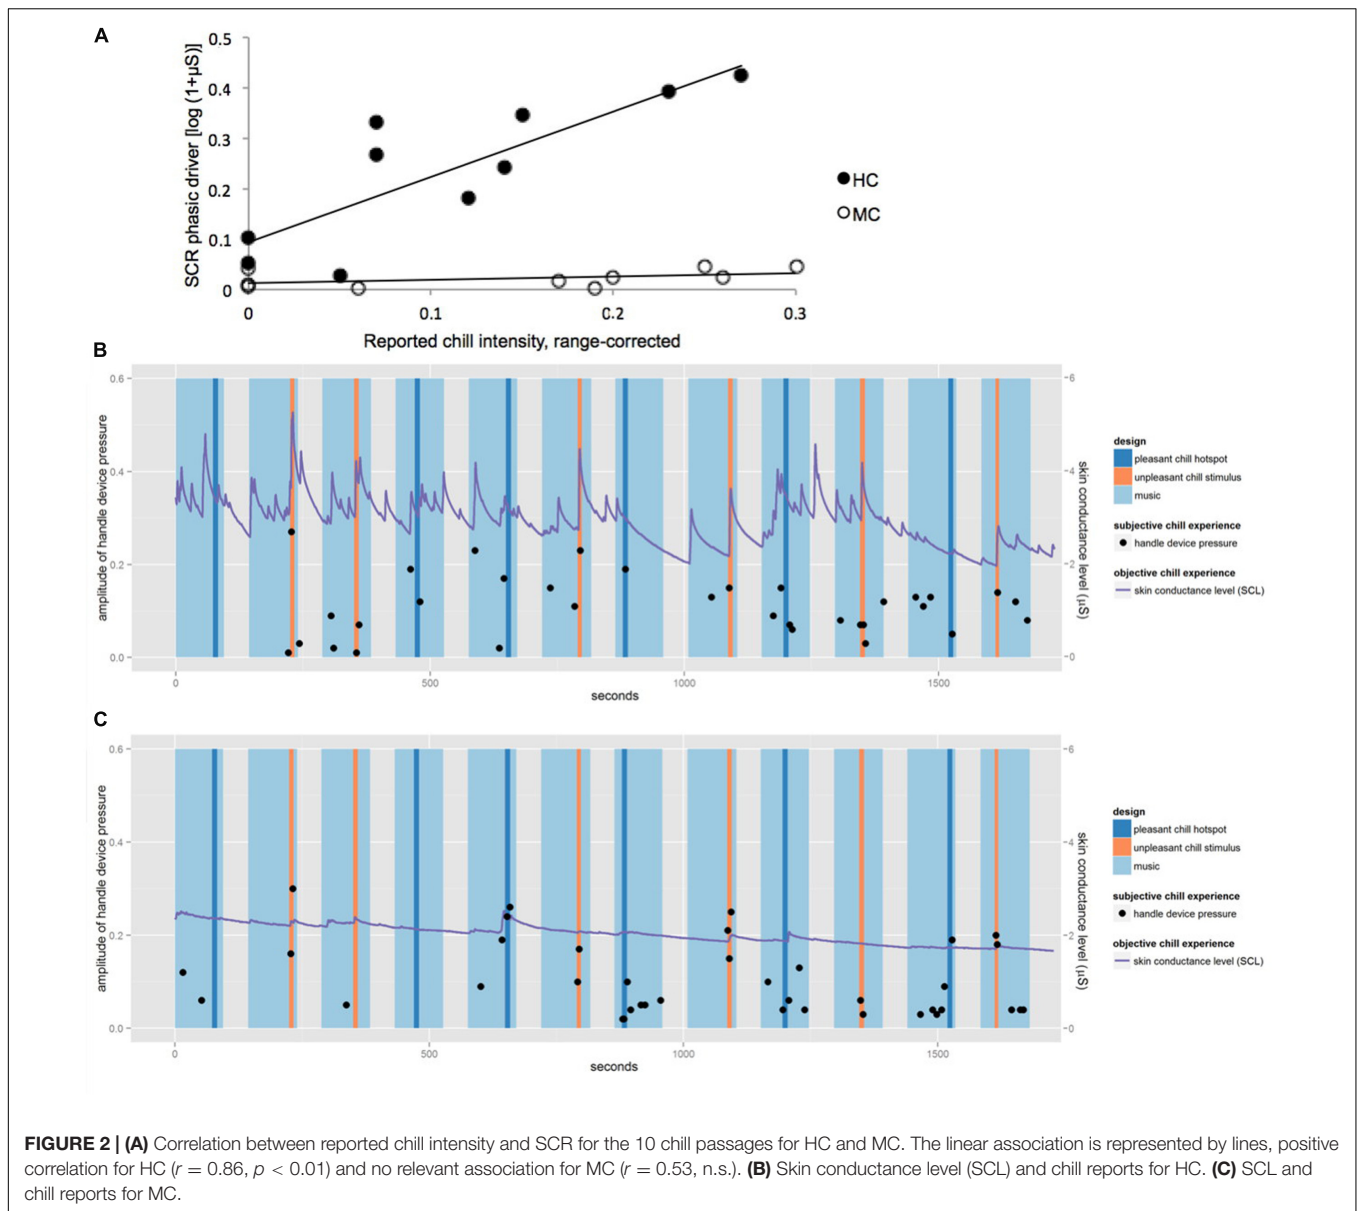 A
SCR phasic driver [log (1+µS)]
0.5
0.4
0.3
0.2
0.1
0
0 0.1 0.2 0.3
Reported chill intensity, range-corrected
HC
MC
B
amplitude of handle device pressure
0.6
0.4
0.2
0.0
6
4
2
0
skin conductance level (µS)
0 500 1000 1500
seconds
design
pleasant chill hotspot
unpleasant chill stimulus
music
subjective chill experience
handle device pressure
objective chill experience
skin conductance level (SCL)
C
amplitude of handle device pressure
0.6
0.4
0.2
0.0
6
4
2
0
skin conductance level (µS)
0 500 1000 1500
seconds
design
pleasant chill hotspot
unpleasant chill stimulus
music
subjective chill experience
handle device pressure
objective chill experience
skin conductance level (SCL)
FIGURE 2 | (A) Correlation between reported chill intensity and SCR for the 10 chill passages for HC and MC. The linear association is represented by lines, positive
correlation for HC (r = 0.86, p < 0.01) and no relevant association for MC (r = 0.53, n.s.). (B) Skin conductance level (SCL) and chill reports for HC. (C) SCL and
chill reports for MC.